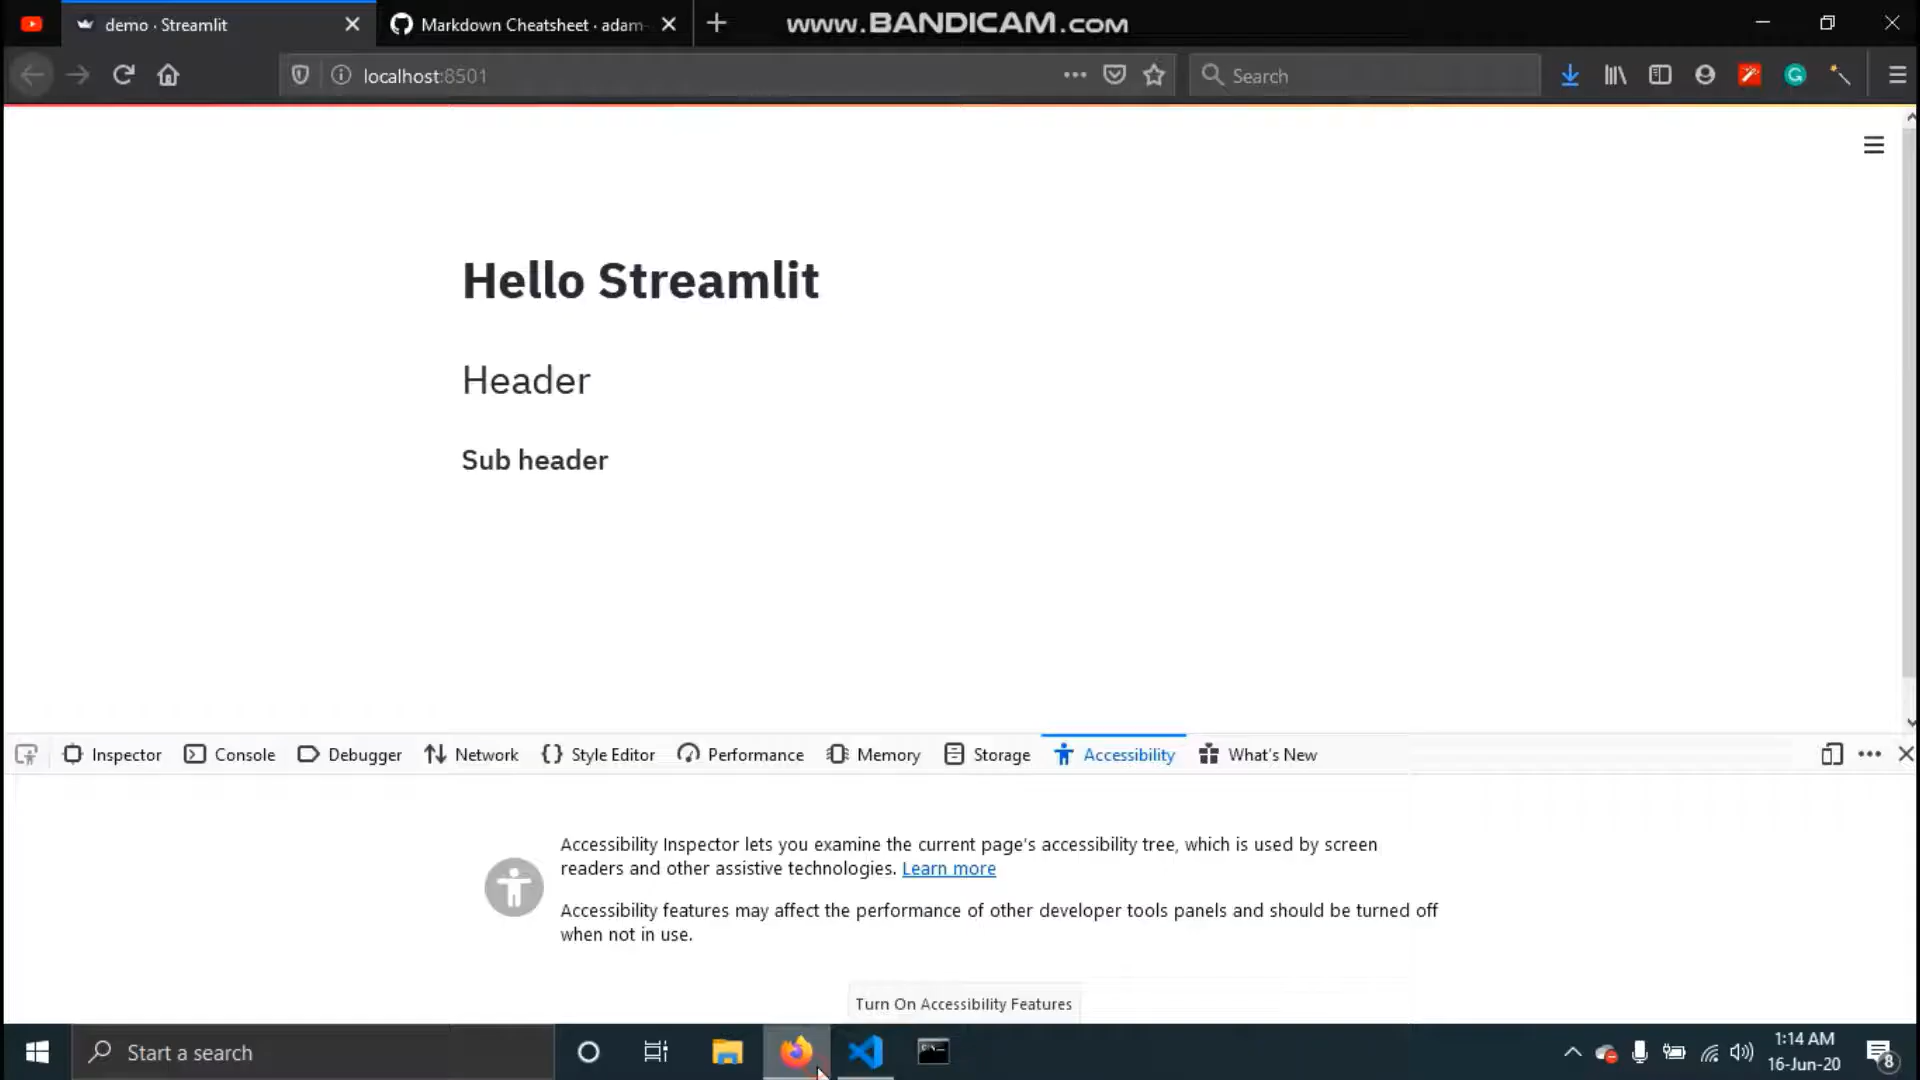 demo · Streamlit
Markdown Cheatsheet · adam-
www.BANDICAM.com
localhost:8501
Search
Hello Streamlit
Header
Sub header
Inspector
Console
Debugger
Network
Style Editor
Performance
Memory
Storage
Accessibility
What's New
Accessibility Inspector lets you examine the current page's accessibility tree, which is used by screen
readers and other assistive technologies. Learn more
Accessibility features may affect the performance of other developer tools panels and should be turned off
when not in use.
Turn On Accessibility Features
Start a search
1:14 AM
16-Jun-20
8